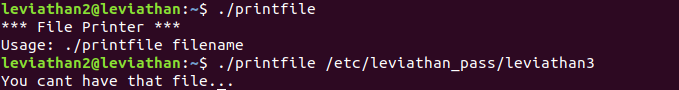 leviathan2@leviathan:~$ ./printfile
*** File Printer ***
Usage: ./printfile filename
leviathan2@leviathan:~$ ./printfile /etc/leviathan_pass/leviathan3
You cant have that file...